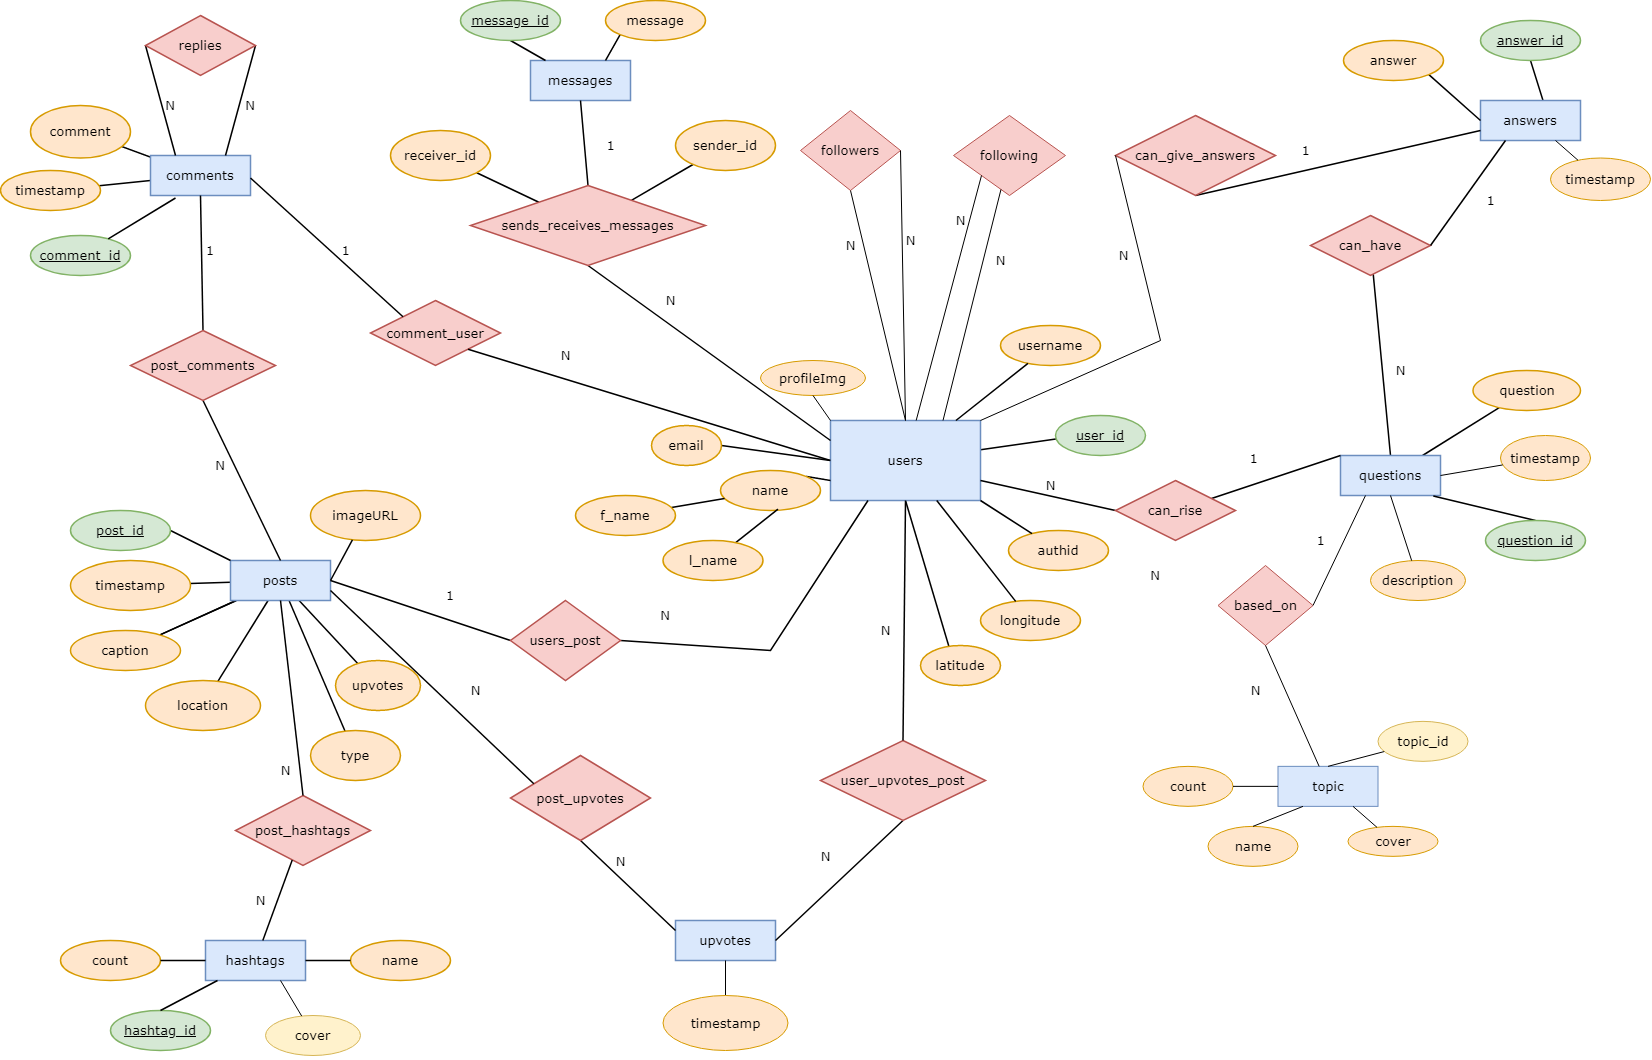 message_id
message
replies
answer_id
answer
messages
N
N
comment
answers
1
receiver_id
sender_id
followers
following
can_give_answers
1
comments
timestamp
timestamp
1
sends_receives_messages
N
N
N
can_have
comment_id
1
1
N
N
N
comment_user
username
post_comments
N
profileImg
N
question
user_id
email
users
timestamp
N
1
questions
name
N
imageURL
f_name
can_rise
post_id
question_id
1
authid
l_name
N
posts
description
timestamp
1
based_on
N
longitude
users_post
N
caption
latitude
upvotes
N
N
location
topic_id
type
N
user_upvotes_post
count
topic
post_upvotes
post_hashtags
cover
name
N
N
N
upvotes
count
hashtags
name
timestamp
hashtag_id
cover